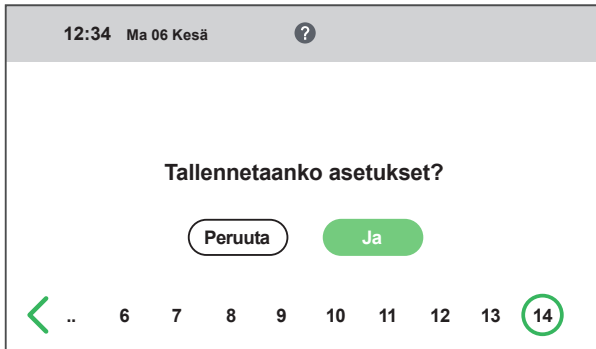 12:34 Ma 06 Kesä ?
Tallennetaanko asetukset?
Peruuta Ja
.. 6 7 8 9 10 11 12 13 14